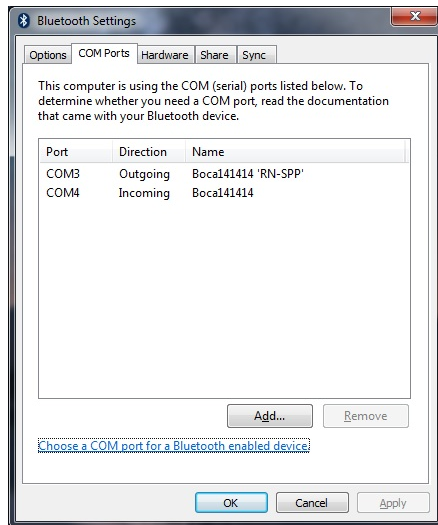 Bluetooth Settings
Options COM Ports Hardware Share Sync
This computer is using the COM (serial) ports listed below. To
determine whether you need a COM port, read the documentation
that came with your Bluetooth device.
Port Direction Name
COM3 Outgoing Boca141414 'RN-SPP'
COM4 Incoming Boca141414
Add... Remove
Choose a COM port for a Bluetooth enabled device.
OK Cancel Apply